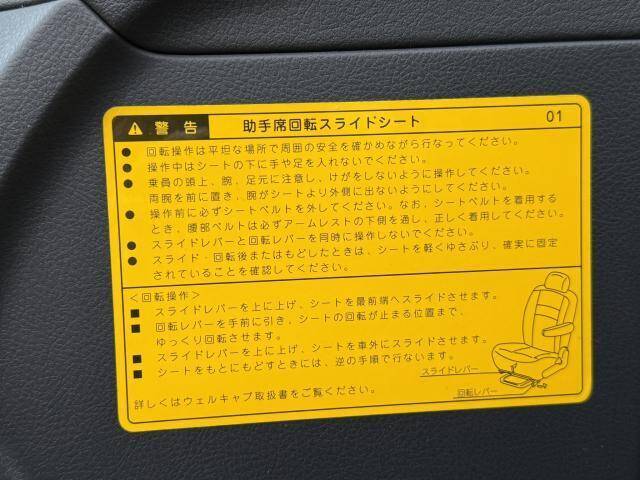 警告 助手席回転スライドシート 01
● 回転操作は平坦な場所で周囲の安全を確かめながら行なってください。
● 操作中はシートの下に手や足を入れないでください。
● 乗員の頭上、腕、足元に注意し、けがをしないように操作してください。
両腕を前に置き、腕がシートより外側に出ないようにしてください。
● 操作前に必ずシートベルトを外してください。なお、シートベルトを着用する
とき、腰部ベルトは必ずアームレストの下側を通し、正しく着用してください。
● スライドレバーと回転レバーを同時に操作しないでください。
● スライド・回転後またはもどしたときは、シートを軽くゆさぶり、確実に固定
されていることを確認してください。
<回転操作>
■ スライドレバーを上に上げ、シートを最前端へスライドさせます。
■ 回転レバーを手前に引き、シートの回転が止まる位置まで、
ゆっくり回転させます。
■ スライドレバーを上に上げ、シートを車外にスライドさせます。
■ シートをもとにもどすときには、逆の手順で行ないます。
スライドレバー
回転レバー
詳しくはウェルキャブ取扱書をご覧ください。